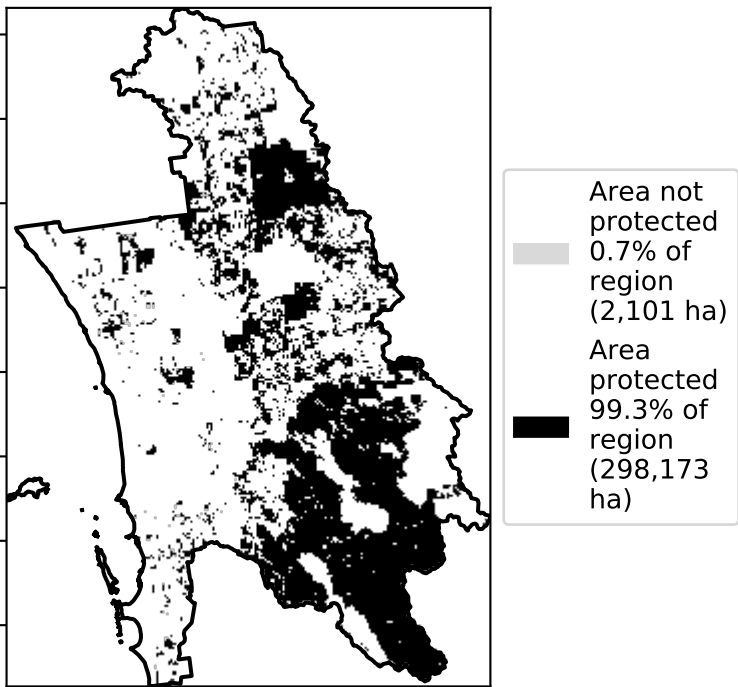 Area not
protected
0.7% of
region
(2,101 ha)
Area
protected
99.3% of
region
(298,173
ha)